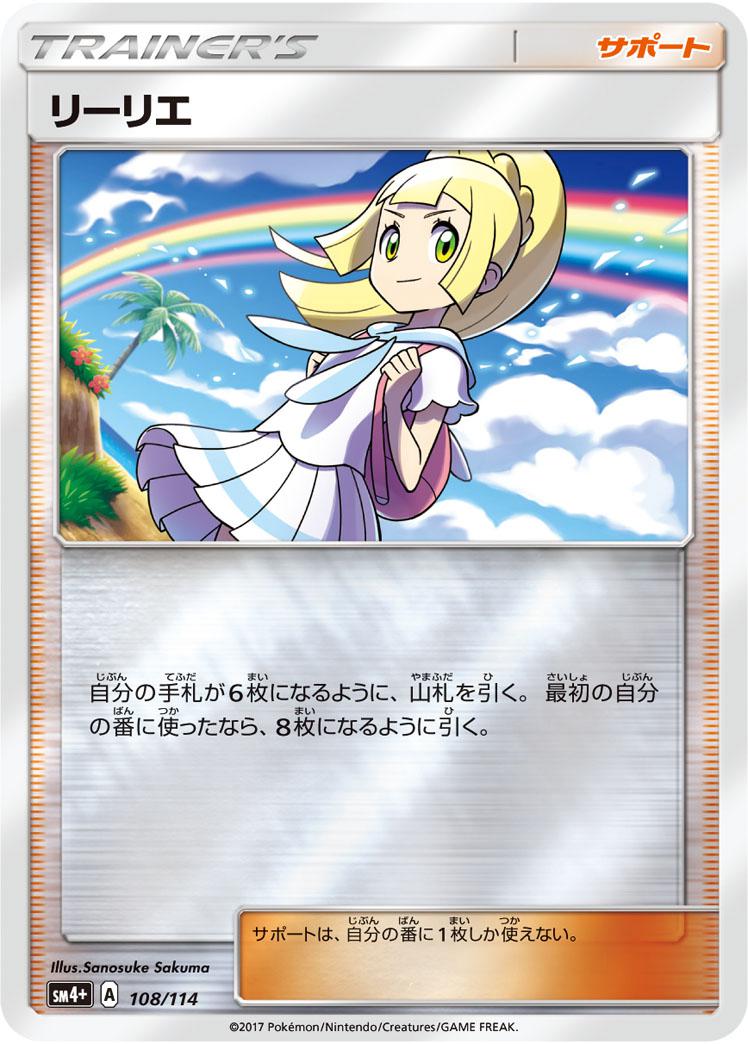 TRAINER'S
サポート
リーリエ
自分の手札が6枚になるように、山札を引く。 最初の自分
の番に使ったなら、8枚になるように引く。
サポートは、自分の番に1枚しか使えない。
Illus.Sanosuke Sakuma
SM4+ A 108/114
©2017 Pokémon/Nintendo/Creatures/GAME FREAK.